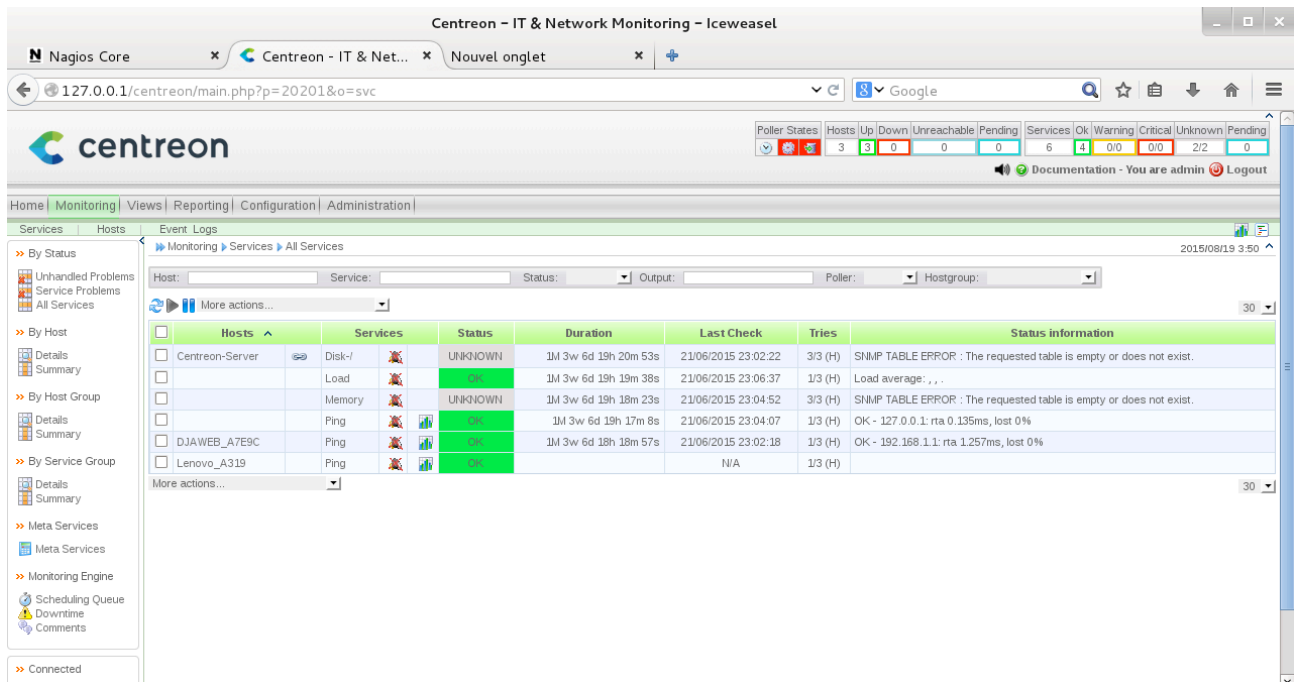 Centreon - IT & Network Monitoring - Iceweasel
Nagios Core
Centreon - IT & Net...
Nouvel onglet
127.0.0.1/centreon/main.php?p=20201&o=svc
Google
centreon
Poller States Hosts Up Down Unreachable Pending Services Ok Warning Critical Unknown Pending
3 3 0 0 0 6 4 0/0 0/0 2/2 0
Documentation - You are admin Logout
Home Monitoring Views Reporting Configuration Administration
Services Hosts Event Logs
Monitoring Services All Services
2015/08/19 3:50
By Status
Unhandled Problems
Service Problems
All Services
By Host
Details
Summary
By Host Group
Details
Summary
By Service Group
Details
Summary
Meta Services
Meta Services
Monitoring Engine
Scheduling Queue
Downtime
Comments
Connected
Host: Service: Status: Output: Poller: Hostgroup:
More actions... 30
Hosts Services Status Duration Last Check Tries Status information
Centreon-Server Disk-/ UNKNOWN 1M 3w 6d 19h 20m 53s 21/06/2015 23:02:22 3/3 (H) SNMP TABLE ERROR : The requested table is empty or does not exist.
Load OK 1M 3w 6d 19h 19m 38s 21/06/2015 23:06:37 1/3 (H) Load average: , , .
Memory UNKNOWN 1M 3w 6d 19h 18m 23s 21/06/2015 23:04:52 3/3 (H) SNMP TABLE ERROR : The requested table is empty or does not exist.
Ping OK 1M 3w 6d 19h 17m 8s 21/06/2015 23:04:07 1/3 (H) OK - 127.0.0.1: rta 0.135ms, lost 0%
DJAWEB_A7E9C Ping OK 1M 3w 6d 18h 18m 57s 21/06/2015 23:02:18 1/3 (H) OK - 192.168.1.1: rta 1.257ms, lost 0%
Lenovo_A319 Ping OK N/A 1/3 (H)
More actions... 30